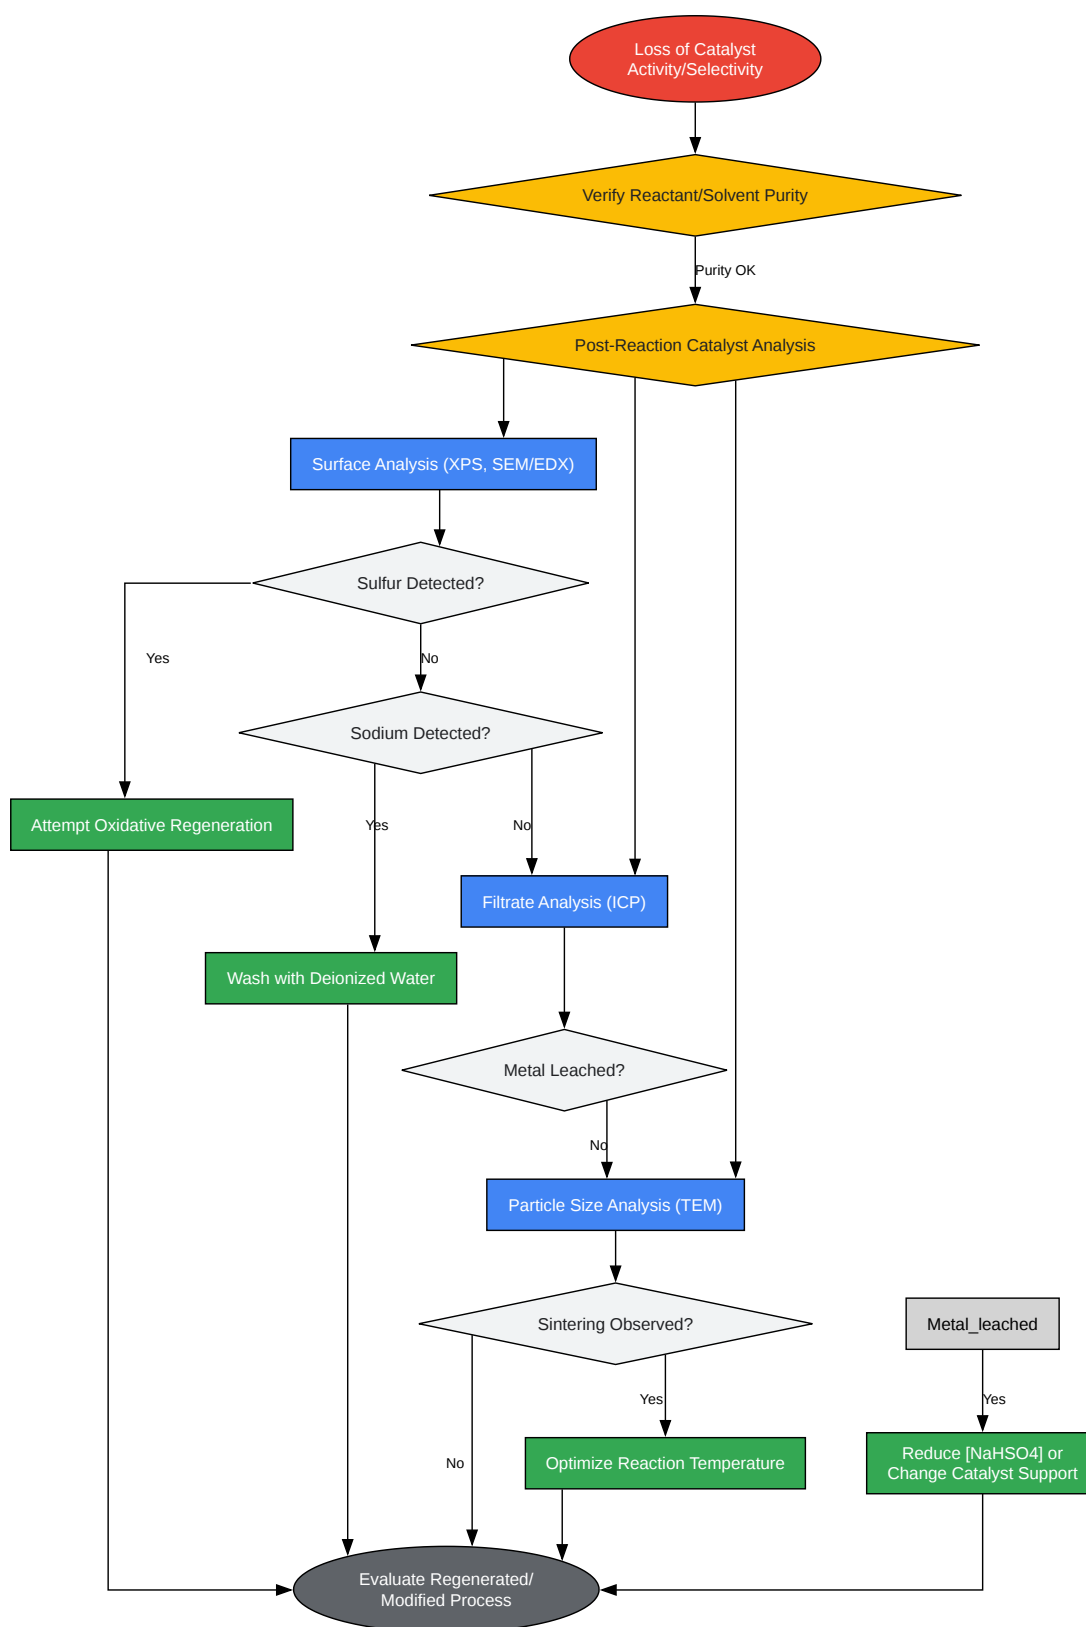 Loss of Catalyst
Activity/Selectivity
Verify Reactant/Solvent Purity
Purity OK
Post-Reaction Catalyst Analysis
Surface Analysis (XPS, SEM/EDX)
Sulfur Detected?
Yes
No
Sodium Detected?
Attempt Oxidative Regeneration
Yes
No
Filtrate Analysis (ICP)
Wash with Deionized Water
Metal Leached?
No
Particle Size Analysis (TEM)
Sintering Observed?
Metal_leached
Yes
Yes
No
Optimize Reaction Temperature
Reduce [NaHSO4] or
Change Catalyst Support
Evaluate Regenerated/
Modified Process